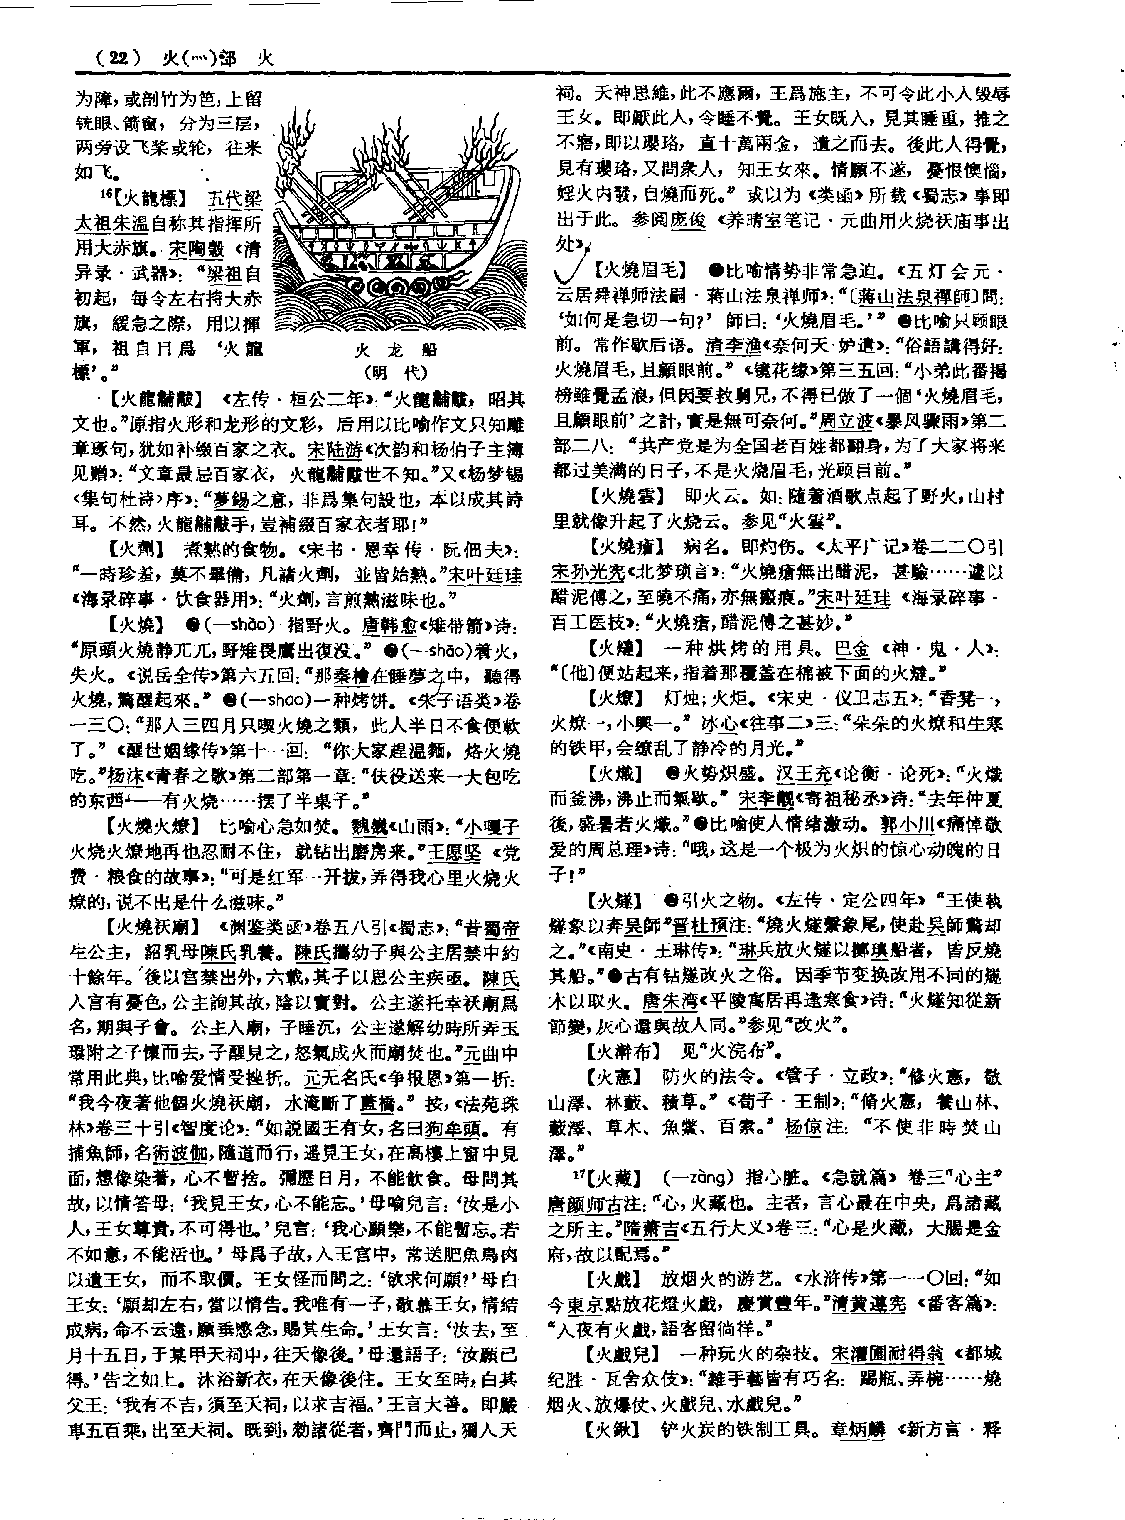 （22） 火(灬)部 火
为障，或剖竹为笆；上留
铳眼、箭窗，分为三层，
两旁设飞桨或轮，往来
如飞。
16【火龍標】 五代梁
太祖朱温自称其指挥所
用大赤旗。宋陶穀《清
异录·武器》：“梁祖自
初起，每令左右持大赤
旗，緩急之際，用以揮
軍，祖自目爲‘火龍
標’。”
火龙船
（明代）
【火龍黼黻】 《左传·桓公二年》：“火龍黼黻，昭其
文也。”原指火形和龙形的文彩，后用以比喻作文只知雕
章琢句，犹如补缀百家之衣。宋陆游《次韵和杨伯子主簿
见赠》：“文章最忌百家衣，火龍黼黻世不知。”又《杨梦锡
〈集句杜诗〉序》：“夢錫之意，非爲集句設也，本以成其詩
耳。不然，火龍黼黻手，豈補綴百家衣者耶！”
【火劑】 煮熟的食物。《宋书·恩幸传·阮佃夫》：
“一時珍羞，莫不畢備，凡諸火劑，並皆始熟。”宋叶廷珪
《海录碎事·饮食器用》：“火劑，言煎熟滋味也。”
【火燒】 ❶(—shāo) 指野火。唐韩愈《雉带箭》诗：
“原頭火燒静兀兀，野雉畏鷹出復没。” ❷(—shāo)着火，
失火。《说岳全传》第六五回：“那秦檜在睡夢之中，聽得
火燒，驚醒起來。” ❸(—shao)一种烤饼。《朱子语类》卷
一三〇：“那人三四月只喫火燒之類，此人半日不食便軟
了。”《醒世姻缘传》第十一回：“你大家趕温麵，烙火燒
吃。”杨沫《青春之歌》第二部第一章：“伕役送来一大包吃
的东西——有火烧……摆了半桌子。”
【火燒火燎】 比喻心急如焚。魏巍《山雨》：“小嘎子
火烧火燎地再也忍耐不住，就钻出磨房来。”王愿坚《党
费·粮食的故事》：“可是红军一开拔，弄得我心里火烧火
燎的，说不出是什么滋味。”
【火燒祆廟】 《渊鉴类函》卷五八引《蜀志》：“昔蜀帝
生公主，詔乳母陳氏乳養。陳氏攜幼子與公主居禁中約
十餘年。後以宫禁出外，六載，其子以思公主疾亟。陳氏
入宫有憂色，公主詢其故，陰以實對。公主遂托幸祆廟爲
名，期與子會。公主入廟，子睡沉，公主遂解幼時所弄玉
環附之子懷而去，子醒見之，怒氣成火而廟焚也。”元曲中
常用此典，比喻爱情受挫折。元无名氏《争报恩》第一折：
“我今夜著他個火燒祆廟，水淹斷了藍橋。”按，《法苑珠
林》卷三十引《智度论》：“如説國王有女，名曰狗牟頭。有
捕魚師，名術波伽，隨道而行，遥見王女，在高樓上窗中見
面，想像染著，心不暫捨。彌歷日月，不能飲食。母問其
故，以情答母：‘我見王女，心不能忘。’母喻兒言：‘汝是小
人，王女尊貴，不可得也。’兒言：‘我心願樂，不能暫忘。若
不如意，不能活也。’母爲子故，入王宫中，常送肥魚鳥肉
以遺王女，而不取價。王女怪而問之：‘欲求何願？’母白
王女：‘願却左右，當以情告。我唯有一子，敬慕王女，情結
成病，命不云遠，願垂愍念，賜其生命。’王女言：‘汝去，至
月十五日，于某甲天祠中，住天像後。’母還語子：‘汝願已
得。’告之如上。沐浴新衣，在天像後住。王女至時，白其
父王：‘我有不吉，須至天祠，以求吉福。’王言大善。即嚴
車五百乘，出至天祠。既到，勅諸從者，齊門而止，獨入天
祠。天神思維，此不應爾，王爲施主，不可令此小人毁辱
王女。即厭此人，令睡不覺。王女既入，見其睡重，推之
不寤，即以瓔珞，直十萬兩金，遺之而去。後此人得覺，
見有瓔珞，又問衆人，知王女來。情願不遂，憂恨懊惱，
婬火内發，自燒而死。” 或以为《类函》所载《蜀志》事即
出于此。参阅庞俊《养晴室笔记·元曲用火烧祆庙事出
处》。
【火燒眉毛】 ❶比喻情势非常急迫。《五灯会元·
云居舜禅师法嗣·蒋山法泉禅师》：“〔蒋山法泉禪師〕問：
‘如何是急切一句？’ 師曰：‘火燒眉毛。’” ❷比喻只顾眼
前。常作歇后语。清李渔《奈何天·妒遣》：“俗語講得好：
火燒眉毛，且顧眼前。”《镜花缘》第三五回：“小弟此番揭
榜雖覺孟浪，但因要救舅兄，不得已做了一個‘火燒眉毛，
且顧眼前’之計，實是無可奈何。”周立波《暴风骤雨》第二
部二八：“共产党是为全国老百姓都翻身，为了大家将来
都过美满的日子，不是火烧眉毛，光顾目前。”
【火燒雲】 即火云。如：随着酒歌点起了野火，山村
里就像升起了火烧云。参见“火雲”。
【火燒瘡】 病名。即灼伤。《太平广记》卷二二〇引
宋孙光宪《北梦琐言》：“火燒瘡無出醋泥，甚驗……遽以
醋泥傅之，至曉不痛，亦無瘢痕。”宋叶廷珪《海录碎事·
百工医技》：“火燒瘡，醋泥傅之甚妙。”
【火𥴊】 一种烘烤的用具。巴金《神·鬼·人》：
“〔他〕便站起来，指着那覆盖在棉被下面的火𥴊。”
【火燎】 灯烛；火炬。《宋史·仪卫志五》：“香凳一，
火燎一，小輿一。” 冰心《往事二》三：“朵朵的火燎和生寒
的铁甲，会缭乱了静冷的月光。”
【火熾】 ❶火势炽盛。汉王充《论衡·论死》：“火熾
而釜沸，沸止而氣歇。” 宋李覯《寄祖秘丞》诗：“去年仲夏
後，盛暑若火熾。”❷比喻使人情绪激动。郭小川《痛悼敬
爱的周总理》诗：“哦，这是一个极为火炽的惊心动魄的日
子！”
【火燧】 ❶引火之物。《左传·定公四年》“王使執
燧象以奔吴師”晋杜预注：“燒火燧繫象尾，使赴吴師驚却
之。”《南史·王琳传》：“琳兵放火燧以擲瑱船者，皆反燒
其船。”❷古有钻燧改火之俗。因季节变换改用不同的燧
木以取火。唐朱湾《平陵寓居再逢寒食》诗：“火燧知從新
節變，灰心還與故人同。”参见“改火”。
【火澣布】 见“火浣布”。
【火憲】 防火的法令。《管子·立政》：“修火憲，敬
山澤、林藪、積草。”《荀子·王制》：“脩火憲，養山林、
藪澤、草木、魚鱉、百索。” 杨倞注：“不使非時焚山
澤。”
17【火藏】 (—zàng) 指心脏。《急就篇》卷三“心主”
唐颜师古注：“心，火藏也。主者，言心最在中央，爲諸藏
之所主。”隋萧吉《五行大义》卷三：“心是火藏，大腸是金
府，故以配焉。”
【火戲】 放烟火的游艺。《水浒传》第一一〇回：“如
今東京點放花燈火戲，慶賞豐年。”清黄遵宪《番客篇》：
“入夜有火戲，語客留徜徉。”
【火戲兒】 一种玩火的杂技。宋灌圃耐得翁《都城
纪胜·瓦舍众伎》：“雜手藝皆有巧名：踢瓶、弄椀……燒
烟火、放爆仗、火戲兒、水戲兒。”
【火鍬】 铲火炭的铁制工具。章炳麟《新方言·释